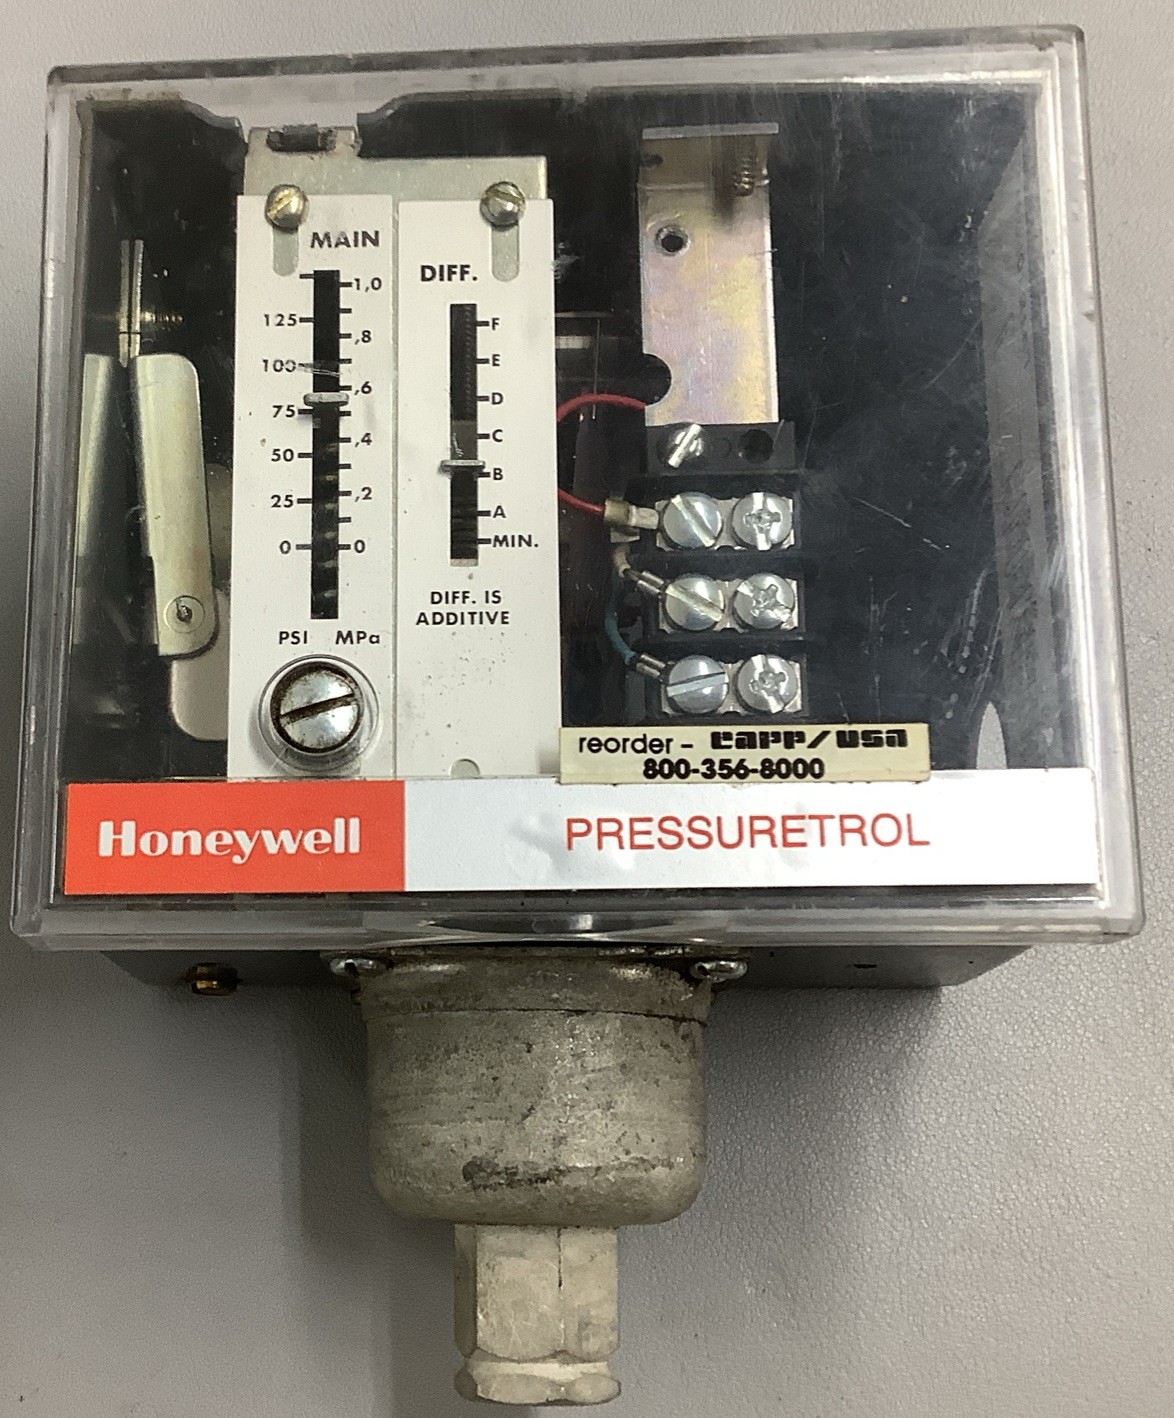 MAIN
1,0
125
,8
100
,6
75
,4
50
,2
25
0
0
PSI MPa
DIFF.
F
E
D
C
B
A
MIN.
DIFF. IS
ADDITIVE
reorder - capp/usa
800-356-8000
Honeywell
PRESSURETROL